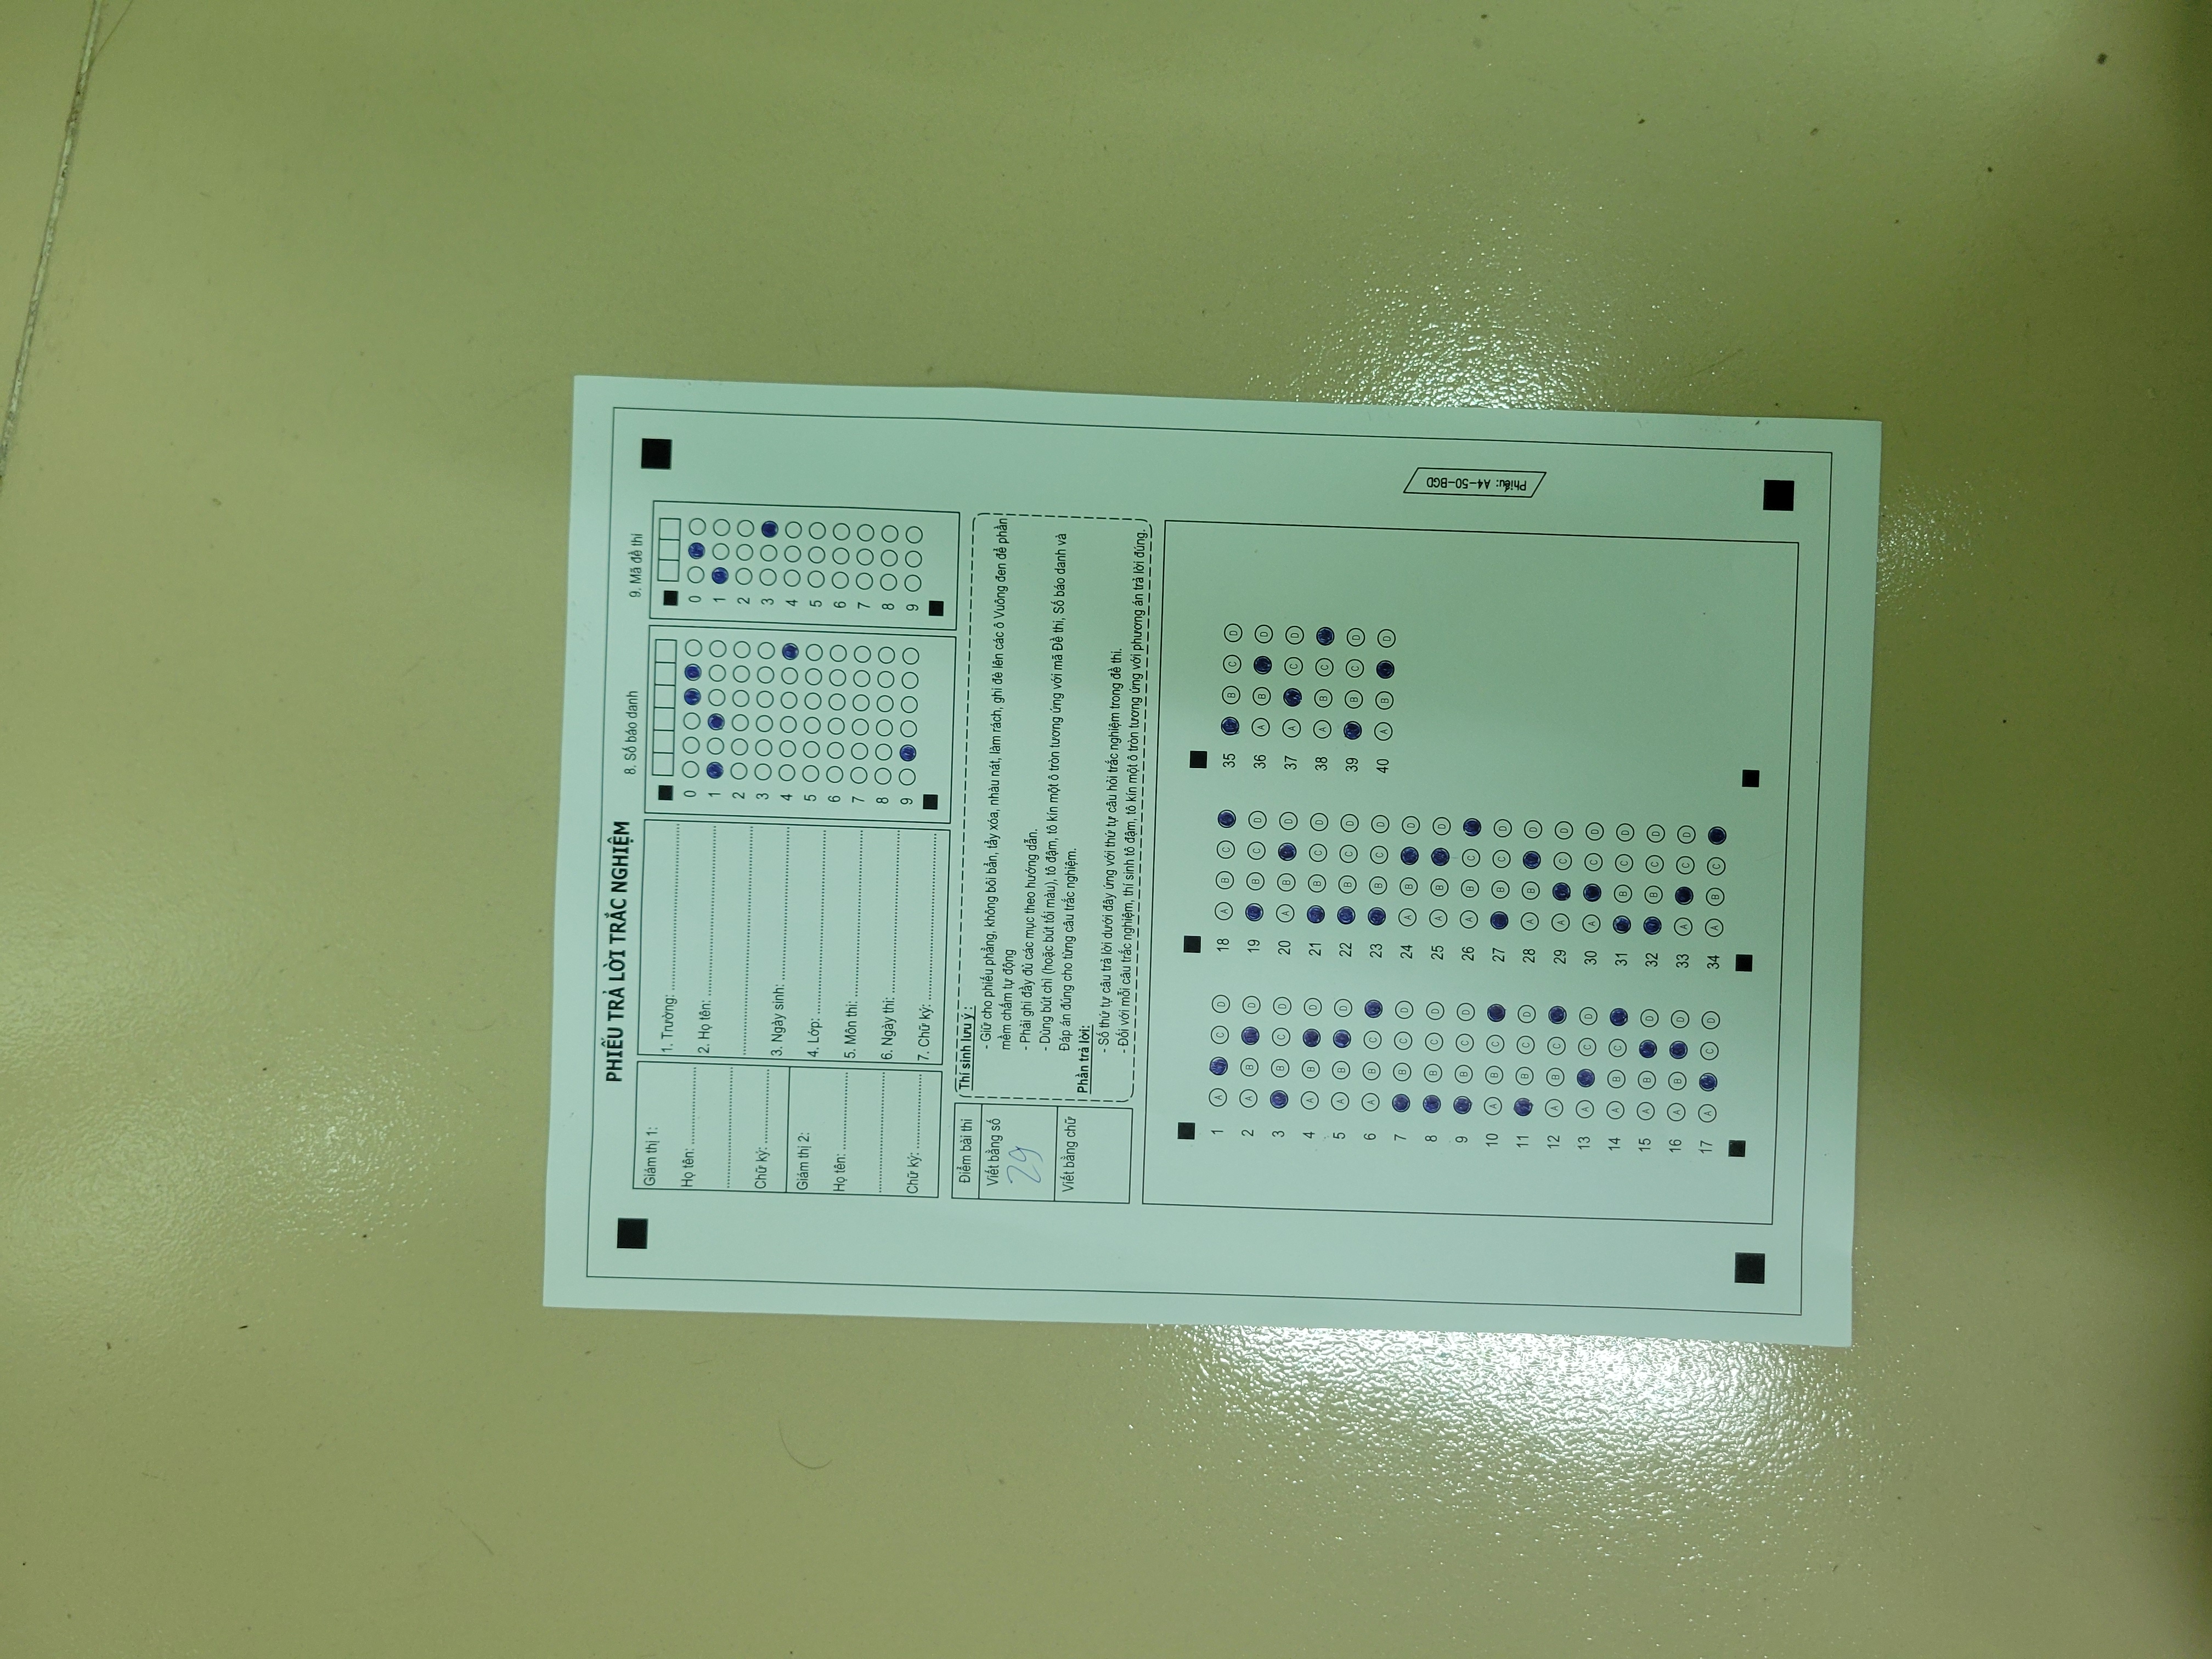 PHIẾU TRẢ LỜI TRẮC NGHIỆM
Giám thị 1:
Họ tên: ....................
....................
Chữ ký: ....................
Giám thị 2:
Họ tên: ....................
....................
Chữ ký: ....................
1. Trường: ....................
2. Họ tên: ....................
....................
3. Ngày sinh: ....................
4. Lớp: ....................
5. Môn thi: ....................
6. Ngày thi: ....................
7. Chữ ký: ....................
8. Số báo danh
0
1
2
3
4
5
6
7
8
9
9. Mã đề thi
0
1
2
3
4
5
6
7
8
9
Điểm bài thi
Viết bằng số
29
Viết bằng chữ
Thí sinh lưu ý :
- Giữ cho phiếu phẳng, không bôi bẩn, tẩy xóa, nhàu nát, làm rách, ghi đè lên các ô Vuông đen để phần
mềm chấm tự động
- Phải ghi đầy đủ các mục theo hướng dẫn.
- Dùng bút chì (hoặc bút tối màu), tô đậm, tô kín một ô tròn tương ứng với mã Đề thi, Số báo danh và
Đáp án đúng cho từng câu trắc nghiệm.
Phần trả lời:
- Số thứ tự câu trả lời dưới đây ứng với thứ tự câu hỏi trắc nghiệm trong đề thi.
- Đối với mỗi câu trắc nghiệm, thí sinh tô đậm, tô kín một ô tròn tương ứng với phương án trả lời đúng.
1 A C D
2 A B D
3 B C D
4 A B D
5 A B D
6 A B C
7 B C D
8 B C D
9 B C D
10 A B C
11 B C D
12 A B C
13 A C D
14 A B C
15 A B D
16 A B D
17 A C D
18 A B C
19 B C D
20 A B D
21 B C D
22 B C D
23 B C D
24 A B D
25 A B D
26 A B C
27 B C D
28 A B D
29 A C D
30 A C D
31 B C D
32 B C D
33 A C D
34 A B C
35 B C D
36 A B D
37 A C D
38 A B C
39 B C D
40 A B D
Phiếu: A4-50-BGD